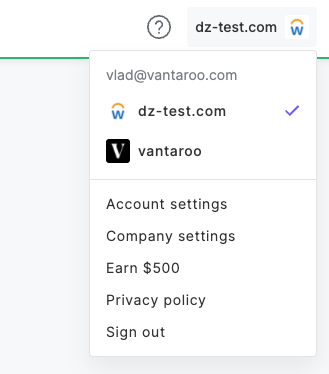 dz-test.com
vlad@vantaroo.com
dz-test.com
vantaroo
Account settings
Company settings
Earn $500
Privacy policy
Sign out